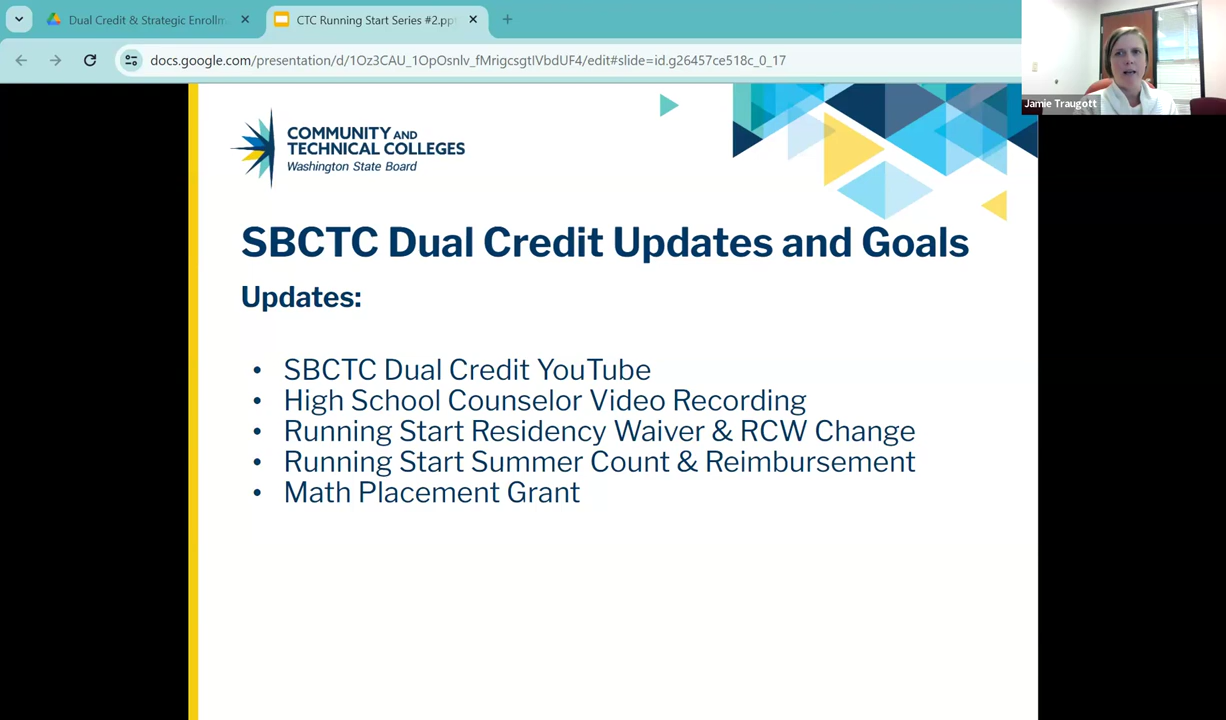 Dual Credit & Strategic Enrollm
CTC Running Start Series #2.ppt
docs.google.com/presentation/d/1Oz3CAU_1OpOsnlv_fMrigcsgtIVbdUF4/edit#slide=id.g26457ce518c_0_17
Jamie Traugott
COMMUNITY AND
TECHNICAL COLLEGES
Washington State Board
SBCTC Dual Credit Updates and Goals
Updates:
• SBCTC Dual Credit YouTube
• High School Counselor Video Recording
• Running Start Residency Waiver & RCW Change
• Running Start Summer Count & Reimbursement
• Math Placement Grant